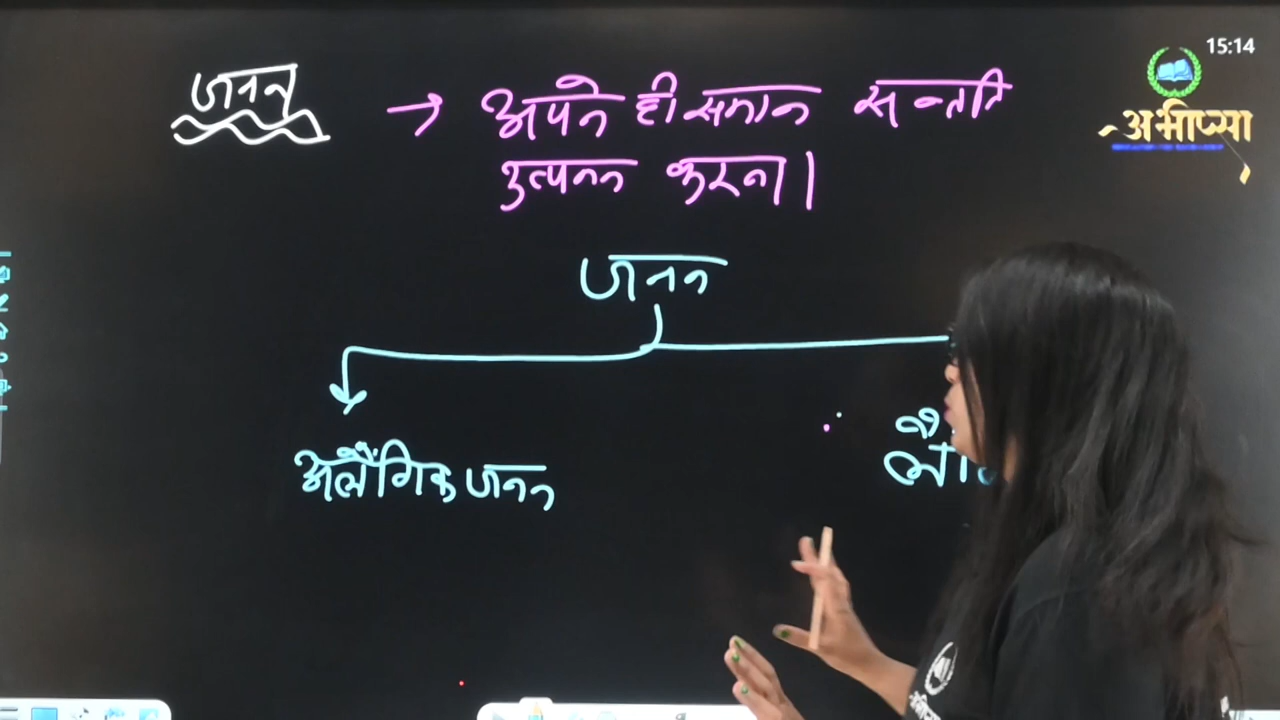 15:14
अभीप्सा
जनन → अपने ही समान सन्तति
उत्पन्न करना।
जनन
अलैंगिक जनन